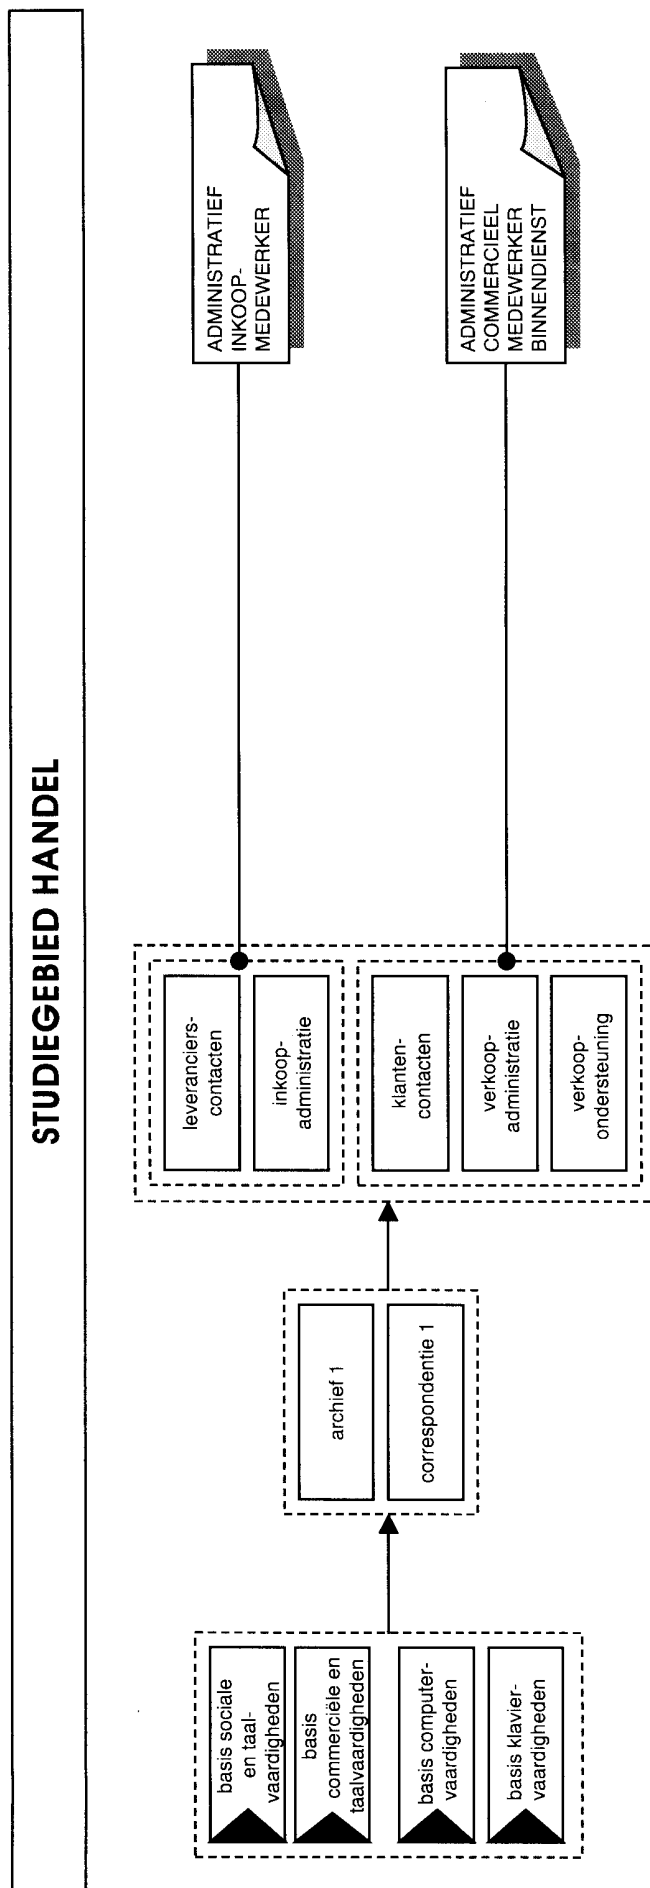 STUDIEGEBIED HANDEL
basis sociale
en taal-
vaardigheden
basis
commerciële en
taalvaardigheden
basis computer-
vaardigheden
basis klavier-
vaardigheden
archief 1
correspondentie 1
leveranciers-
contacten
inkoop-
administratie
klanten-
contacten
verkoop-
administratie
verkoop-
ondersteuning
ADMINISTRATIEF
INKOOP-
MEDEWERKER
ADMINISTRATIEF
COMMERCIEEL
MEDEWERKER
BINNENDIENST